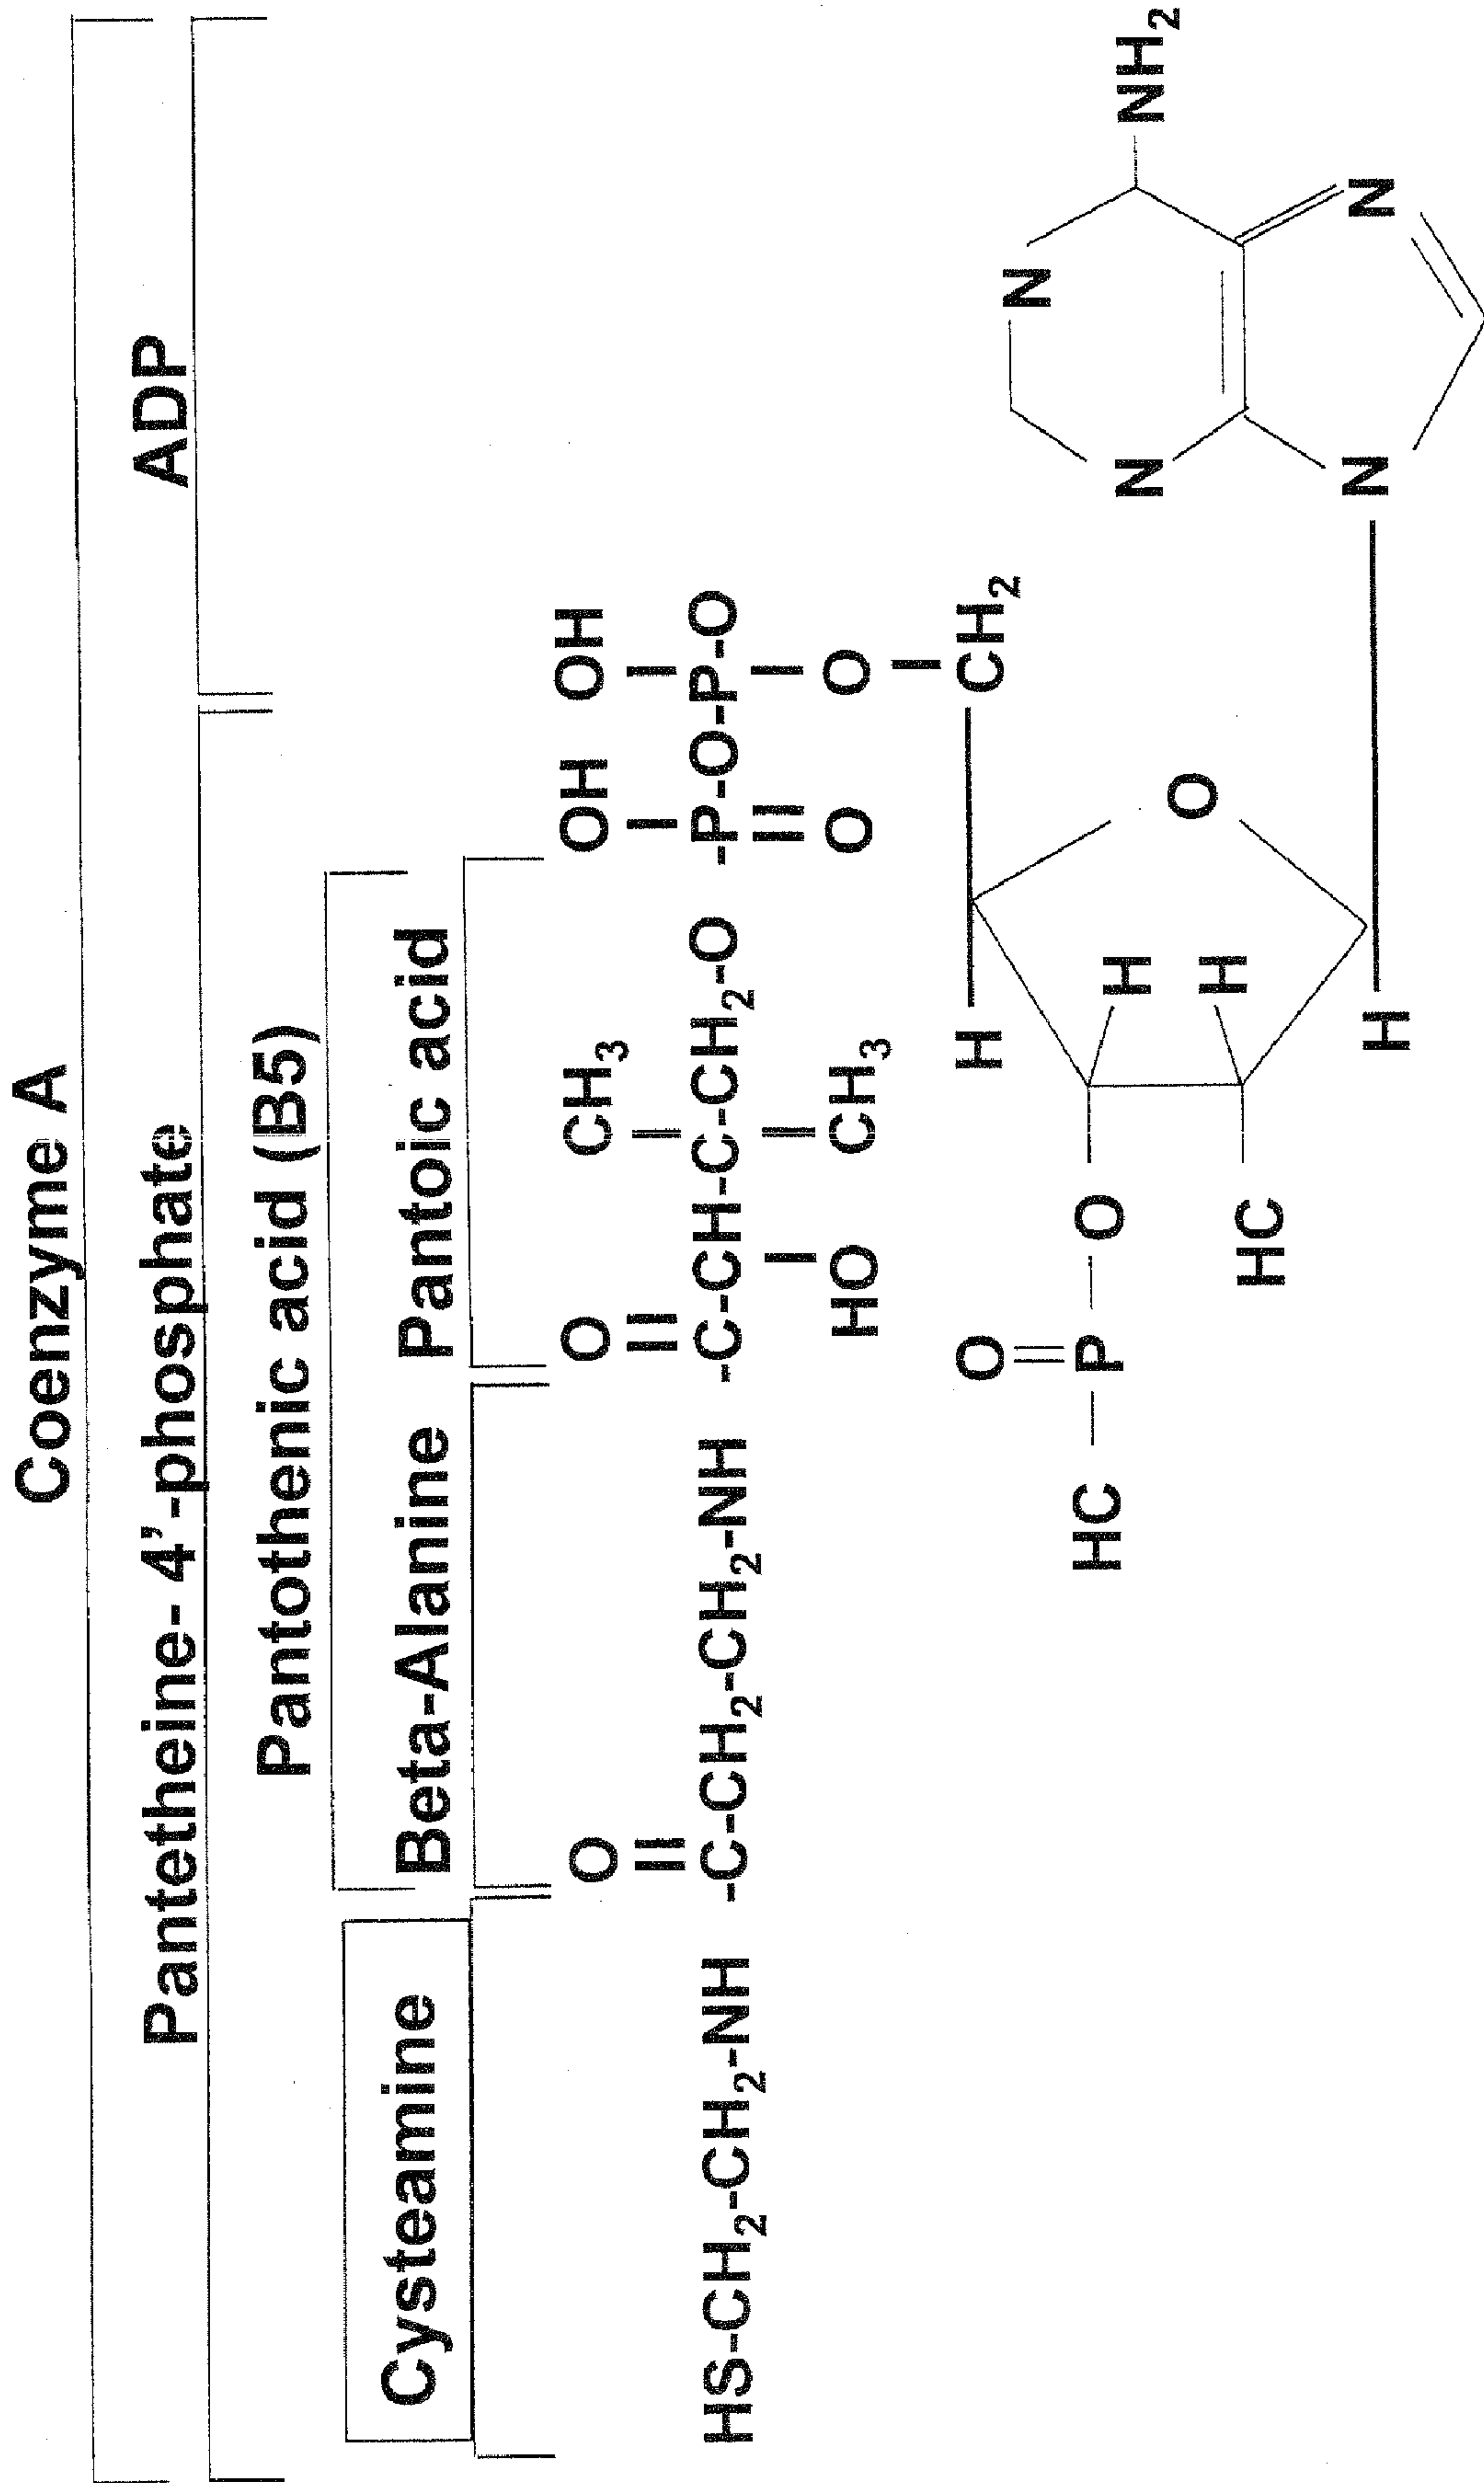 Coenzyme A
Pantetheine- 4'-phosphate
ADP
Pantothenic acid (B5)
Cysteamine
Beta-Alanine
Pantoic acid
O
O
CH3
OH
OH
HS-CH2-CH2-NH
-C-CH2-CH2-NH
-C-CH-C-CH2-O
-P-O-P-O
HO
CH3
O
O
O
CH2
N
NH2
H
HC
P
O
H
N
HC
H
O
H
N
N